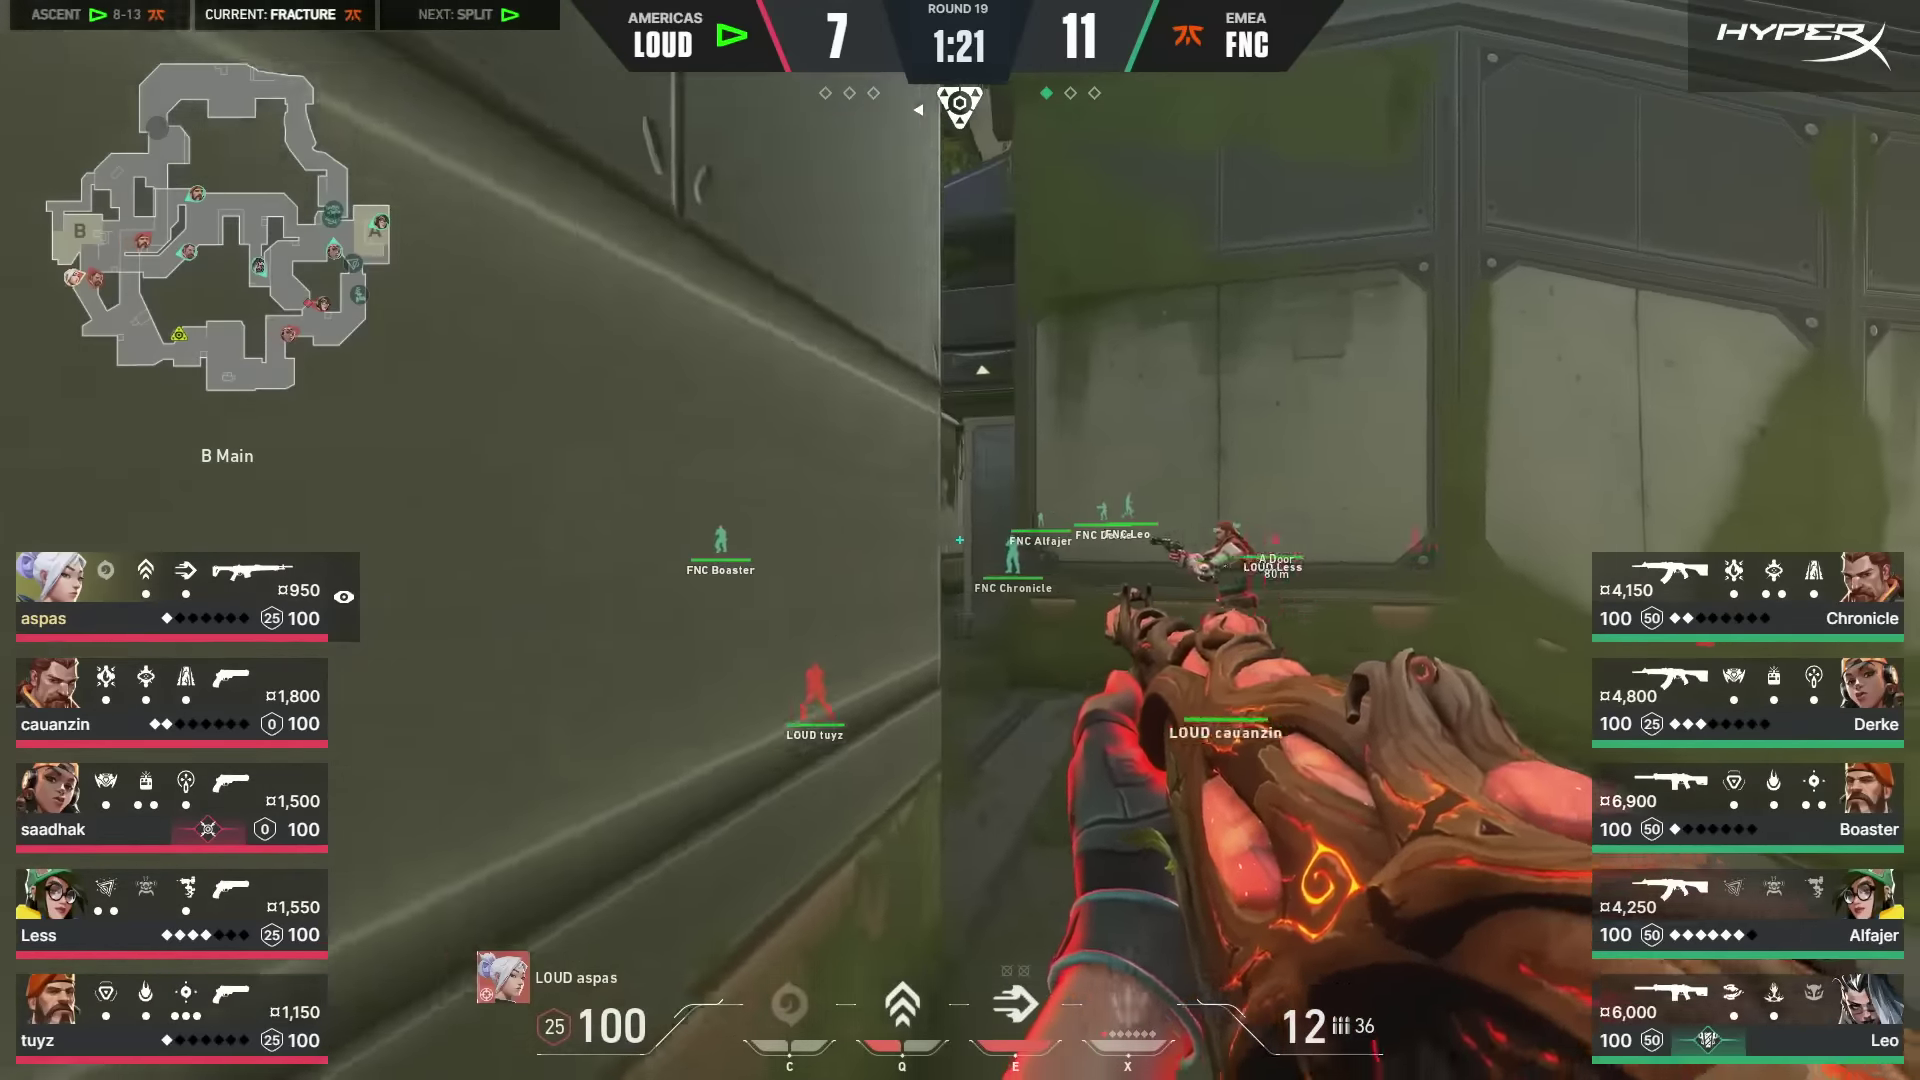 ASCENT 8-13
CURRENT: FRACTURE
NEXT: SPLIT
AMERICAS
LOUD
7
ROUND 19
1:21
11
EMEA
FNC
HYPERX
B
A
B Main
FNC Boaster
FNC Alfajer
FNC Leo
FNC Chronicle
A Door
LOUD Less
80m
LOUD tuyz
LOUD cauanzin
¤950
aspas
25 100
¤1,800
cauanzin
0 100
¤1,500
saadhak
0 100
¤1,550
Less
25 100
¤1,150
tuyz
25 100
¤4,150
100 50
Chronicle
¤4,800
100 25
Derke
¤6,900
100 50
Boaster
¤4,250
100 50
Alfajer
¤6,000
100 50
Leo
LOUD aspas
25 100
12 36
C
Q
E
X